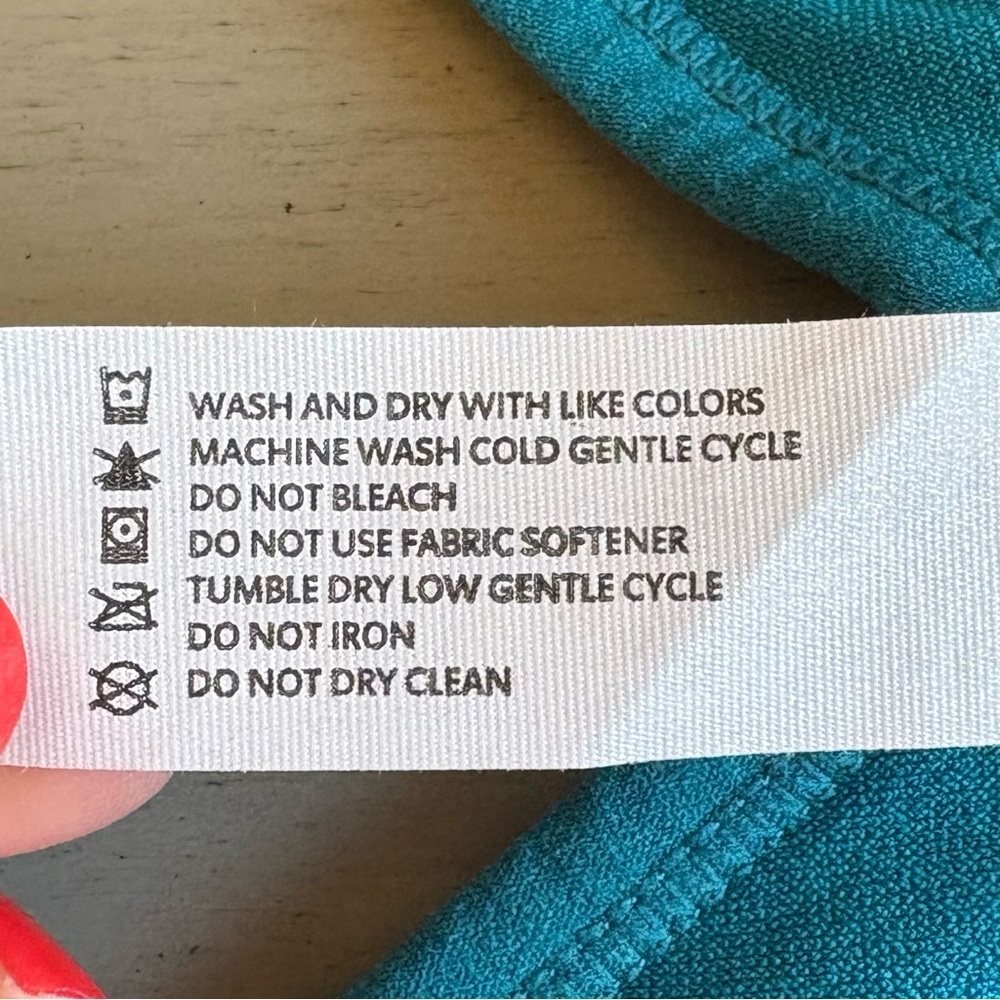 WASH AND DRY WITH LIKE COLORS
MACHINE WASH COLD GENTLE CYCLE
DO NOT BLEACH
DO NOT USE FABRIC SOFTENER
TUMBLE DRY LOW GENTLE CYCLE
DO NOT IRON
DO NOT DRY CLEAN